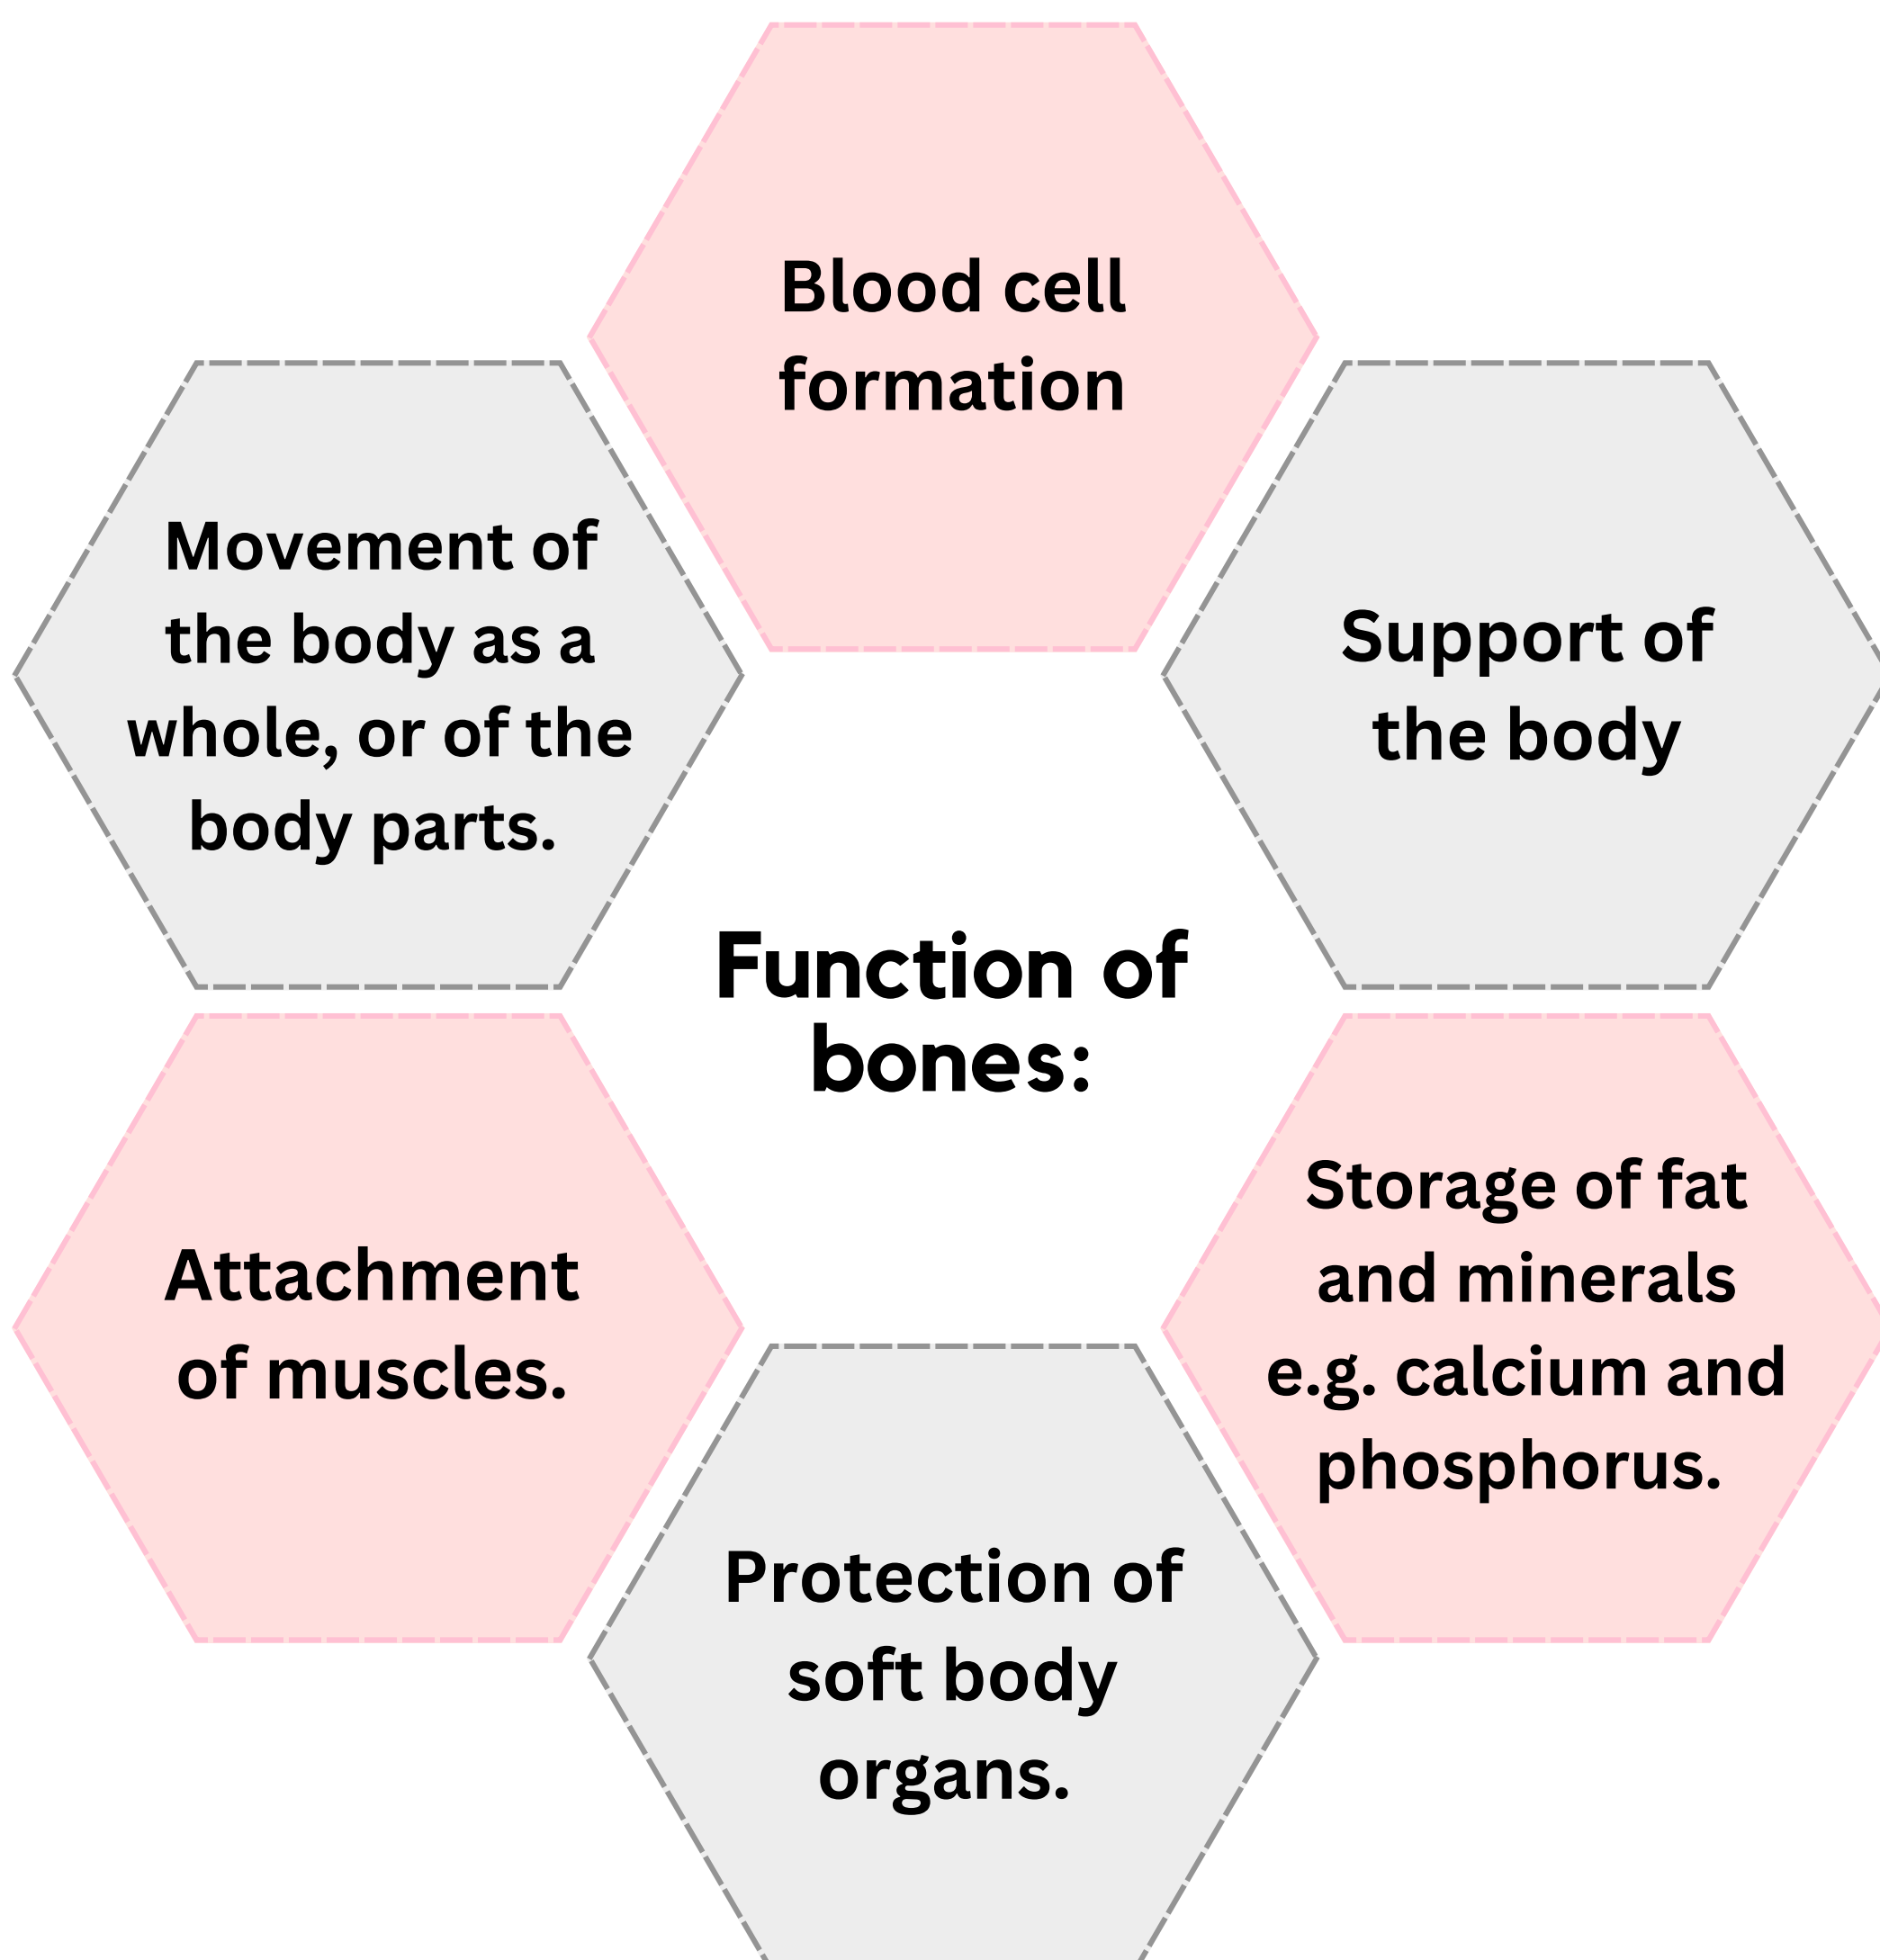 Blood cell
formation
Movement of
the body as a
whole, or of the
body parts.
Support of
the body
Function of
bones:
Attachment
of muscles.
Storage of fat
and minerals
e.g. calcium and
phosphorus.
Protection of
soft body
organs.